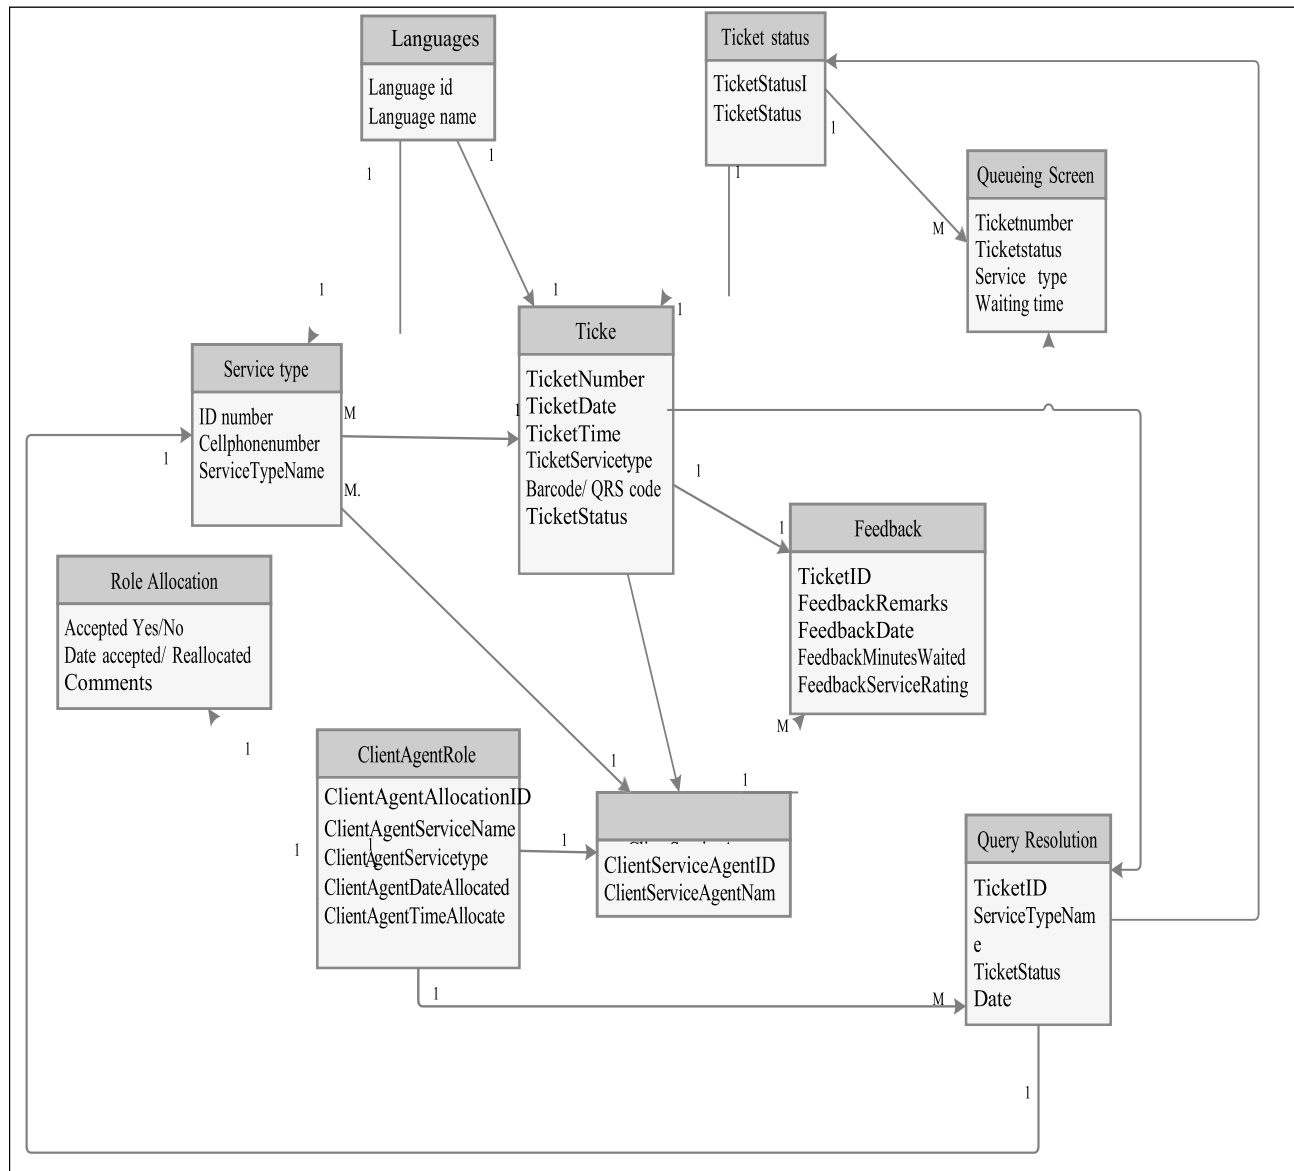 Languages
Language id
Language name
1
1
Ticket status
TicketStatusI
TicketStatus
1
1
Queueing Screen
Ticketnumber
Ticketstatus
Service type
Waiting time
M
1
1
1
Service type
ID number
Cellphonenumber
ServiceTypeName
1
M
M.
1
Ticke
TicketNumber
TicketDate
TicketTime
TicketServicetype
Barcode/ QRS code
TicketStatus
1
1
Feedback
TicketID
FeedbackRemarks
FeedbackDate
FeedbackMinutesWaited
FeedbackServiceRating
M
Role Allocation
Accepted Yes/No
Date accepted/ Reallocated
Comments
1
ClientAgentRole
ClientAgentAllocationID
ClientAgentServiceName
ClientAgentServicetype
ClientAgentDateAllocated
ClientAgentTimeAllocate
1
1
1
1
1
ClientServiceAgentID
ClientServiceAgentNam
Query Resolution
TicketID
ServiceTypeNam
e
TicketStatus
Date
1
M
1